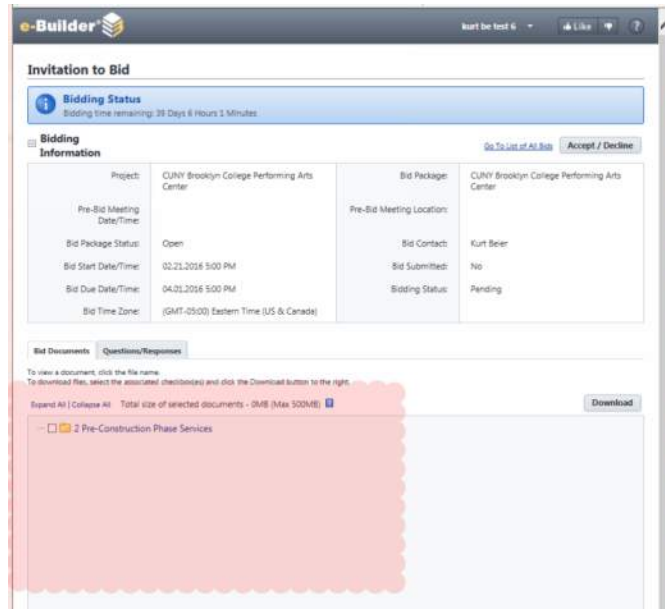 e-Builder
kurt be test 6
Like
?
Invitation to Bid
Bidding Status
Bidding time remaining: 39 Days 6 Hours 1 Minutes
Bidding
Information
Go To List of All Bids
Accept / Decline
Project: CUNY Brooklyn College Performing Arts Bid Package: CUNY Brooklyn College Performing Arts
Center Center
Pre-Bid Meeting Pre-Bid Meeting Location:
Date/Time:
Bid Package Status: Open Bid Contact: Kurt Beier
Bid Start Date/Time: 02.21.2016 5:00 PM Bid Submitted: No
Bid Due Date/Time: 04.01.2016 5:00 PM Bidding Status: Pending
Bid Time Zone: (GMT-05:00) Eastern Time (US & Canada)
Bid Documents Questions/Responses
To view a document, click the file name.
To download files, select the associated checkbox(es) and click the Download button to the right.
Expand All | Collapse All Total size of selected documents - 0MB (Max 500MB) Download
2 Pre-Construction Phase Services